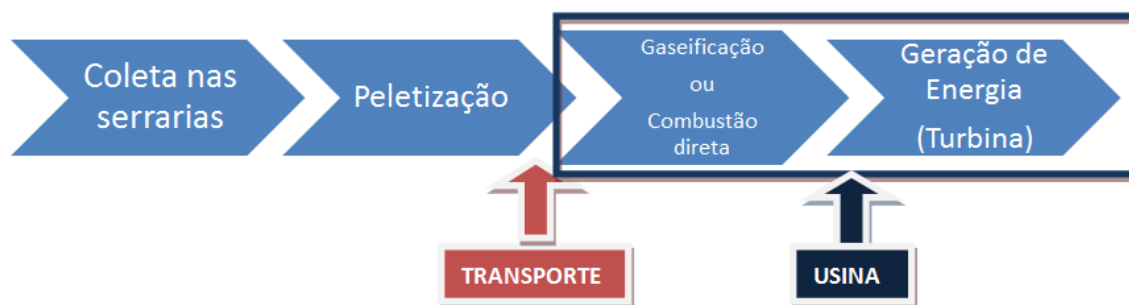 Coleta nas
serrarias
Peletização
Gaseificação
ou
Combustão
direta
Geração de
Energia
(Turbina)
TRANSPORTE
USINA